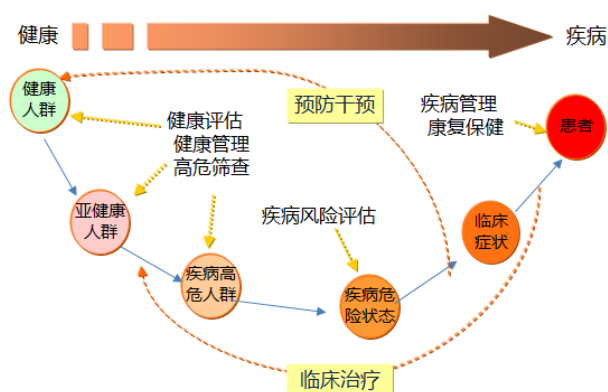 健康
疾病
健康
人群
预防干预
疾病管理
康复保健
患者
健康评估
健康管理
高危筛查
亚健康
人群
疾病风险评估
临床
症状
疾病高
危人群
疾病危
险状态
临床治疗